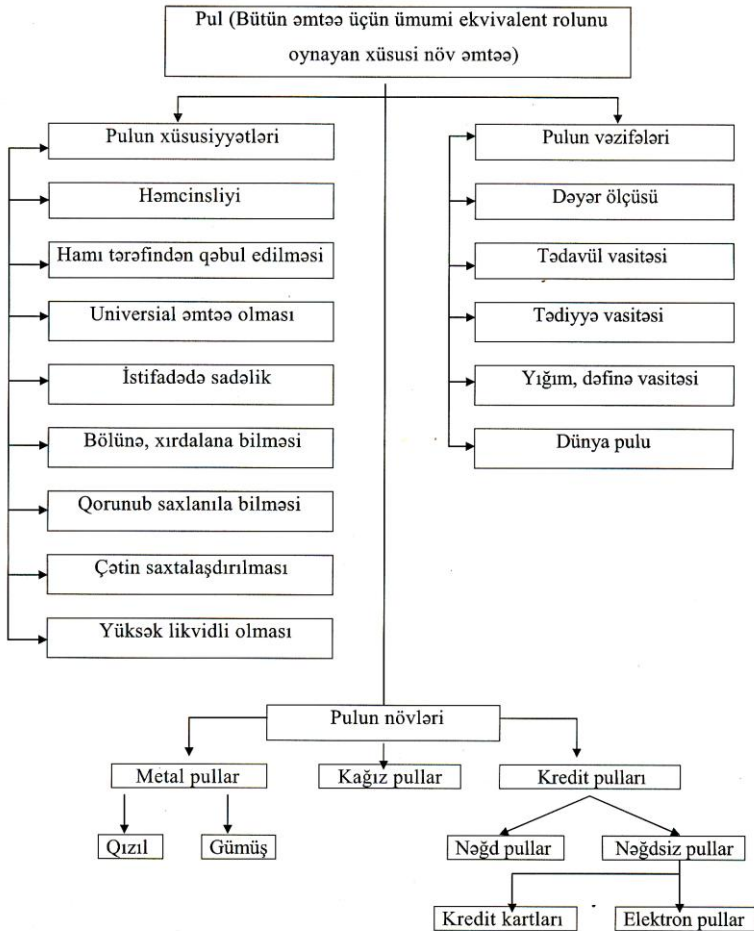 Pul (Bütün əmtəə üçün ümumi ekvivalent rolunu
oynayan xüsusi növ əmtəə)
Pulun xüsusiyyətləri
Həmcinsliyi
Hamı tərəfindən qəbul edilməsi
Universial əmtəə olması
İstifadədə sadəlik
Bölünə, xırdalana bilməsi
Qorunub saxlanıla bilməsi
Çətin saxtalaşdırılması
Yüksək likvidli olması
Pulun vəzifələri
Dəyər ölçüsü
Tədavül vasitəsi
Tədiyyə vasitəsi
Yığım, dəfinə vasitəsi
Dünya pulu
Pulun növləri
Metal pullar
Kağız pullar
Kredit pulları
Qızıl
Gümüş
Nəğd pullar
Nəğdsiz pullar
Kredit kartları
Elektron pullar